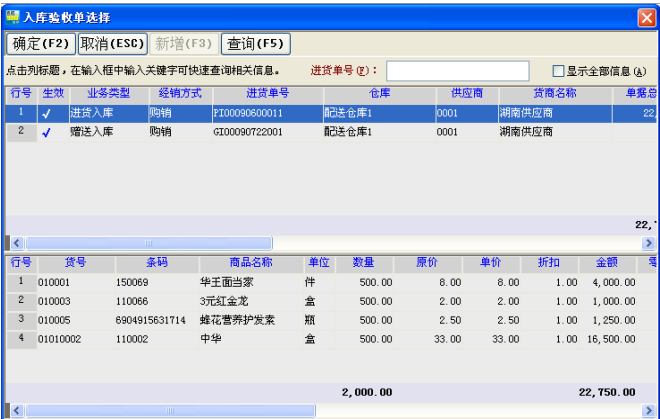 入库验收单选择
确定(F2) 取消(ESC) 新增(F3) 查询(F5)
点击列标题，在输入框中输入关键字可快速查询相关信息。 进货单号(F)： 显示全部信息(A)
行号 生效 业务类型 经销方式 进货单号 仓库 供应商 货商名称 单据总
1 ✓ 进货入库 购销 PI00090600011 配送仓库1 0001 湖南供应商 22,
2 ✓ 赠送入库 购销 GI00090722001 配送仓库1 0001 湖南供应商
22,
行号 货号 条码 商品名称 单位 数量 原价 单价 折扣 金额
1 010001 150069 华王面当家 件 500.00 8.00 8.00 1.00 4,000.00
2 010003 110066 3元红金龙 盒 500.00 2.00 2.00 1.00 1,000.00
3 010005 6904915631714 蜂花营养护发素 瓶 500.00 2.50 2.50 1.00 1,250.00
4 01010002 110002 中华 盒 500.00 33.00 33.00 1.00 16,500.00
2,000.00 22,750.00